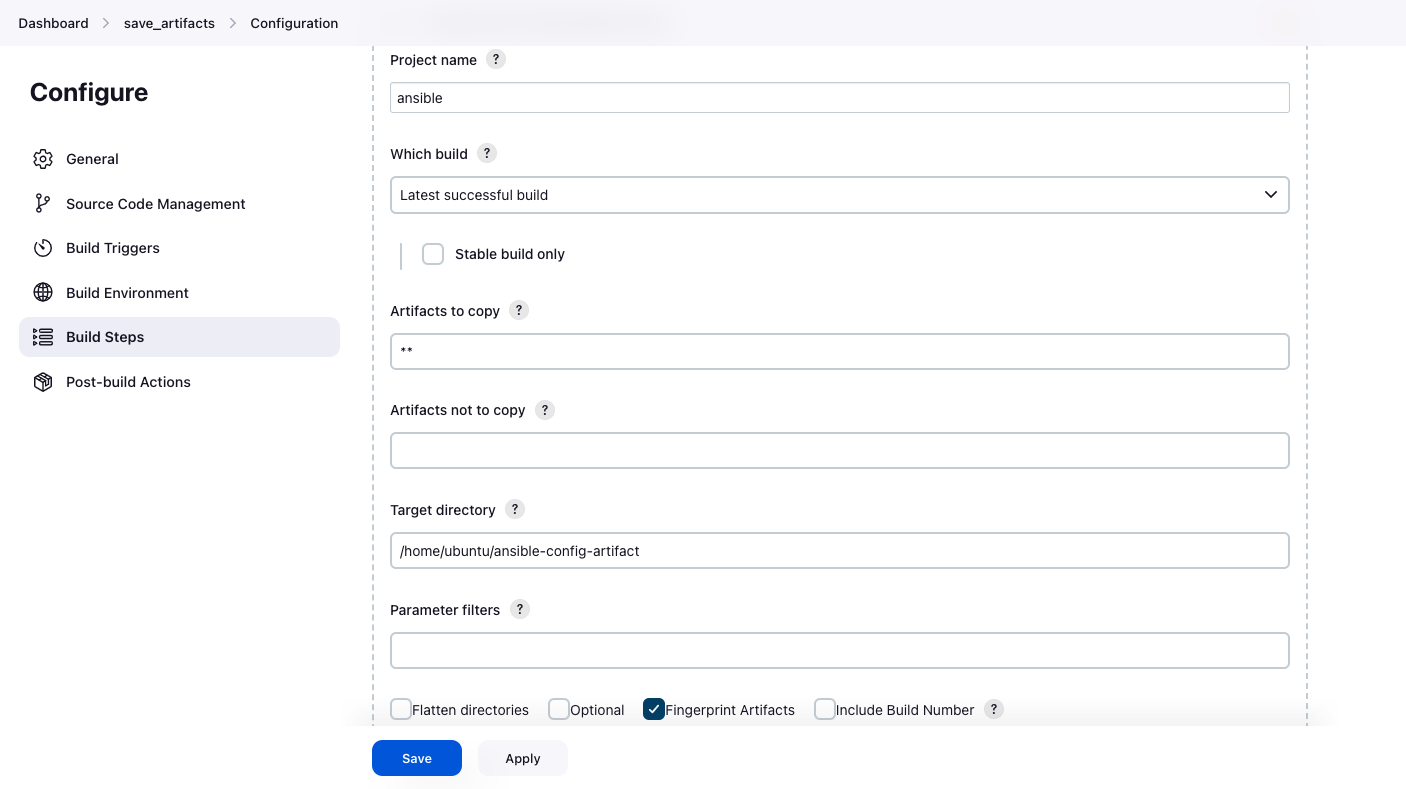 Dashboard > save_artifacts > Configuration
Configure
General
Source Code Management
Build Triggers
Build Environment
Build Steps
Post-build Actions
Project name ?
ansible
Which build ?
Latest successful build
Stable build only
Artifacts to copy ?
**
Artifacts not to copy ?
Target directory ?
/home/ubuntu/ansible-config-artifact
Parameter filters ?
Flatten directories Optional Fingerprint Artifacts Include Build Number ?
Save Apply